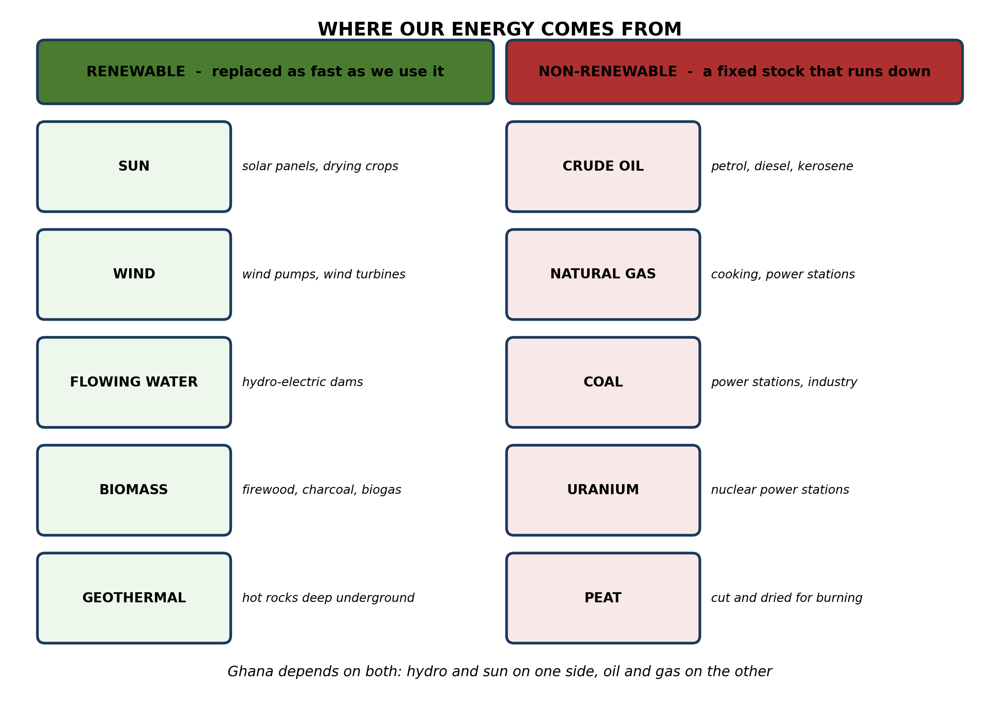 WHERE OUR ENERGY COMES FROM
RENEWABLE - replaced as fast as we use it
NON-RENEWABLE - a fixed stock that runs down
SUN
solar panels, drying crops
CRUDE OIL
petrol, diesel, kerosene
WIND
wind pumps, wind turbines
NATURAL GAS
cooking, power stations
FLOWING WATER
hydro-electric dams
COAL
power stations, industry
BIOMASS
firewood, charcoal, biogas
URANIUM
nuclear power stations
GEOTHERMAL
hot rocks deep underground
PEAT
cut and dried for burning
Ghana depends on both: hydro and sun on one side, oil and gas on the other